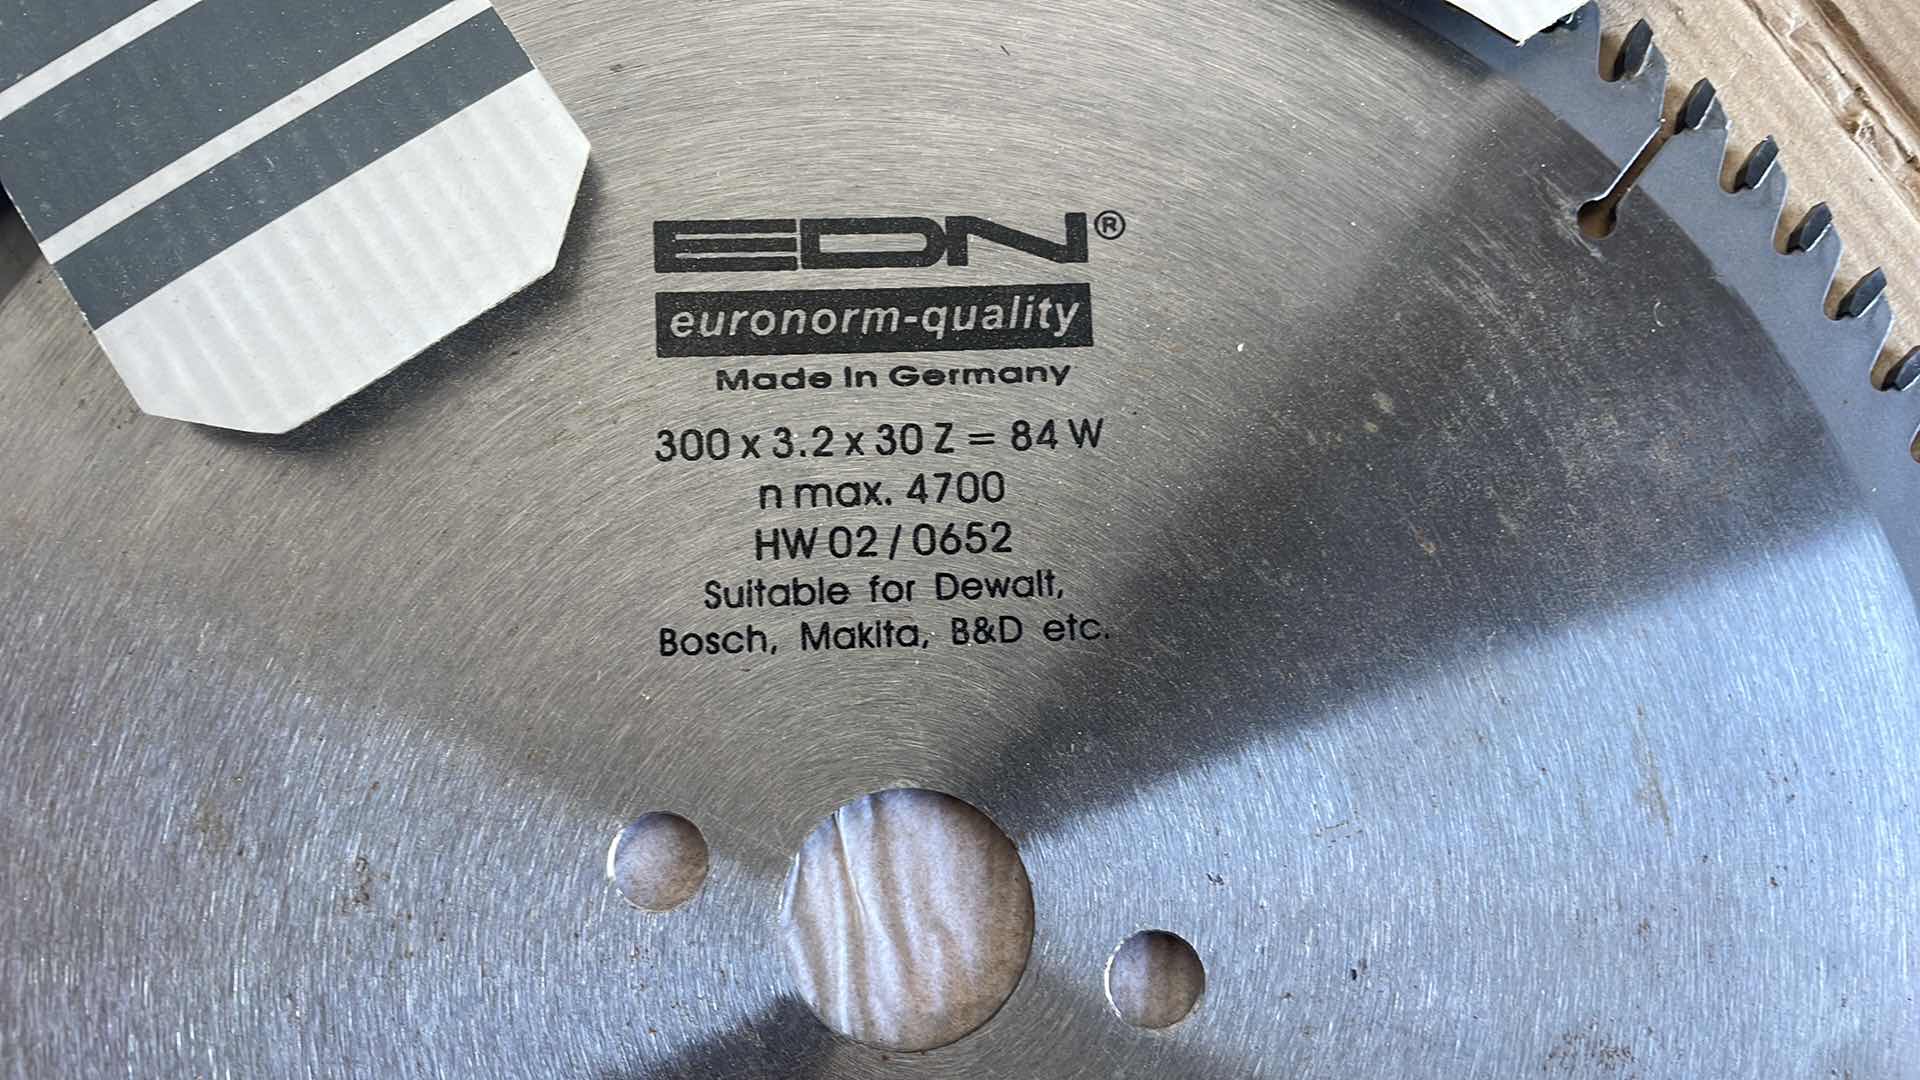 EDN®
euronorm-quality
Made In Germany
300 x 3.2 x 30 Z = 84 W
n max. 4700
HW 02 / 0652
Suitable for Dewalt,
Bosch, Makita, B&D etc.